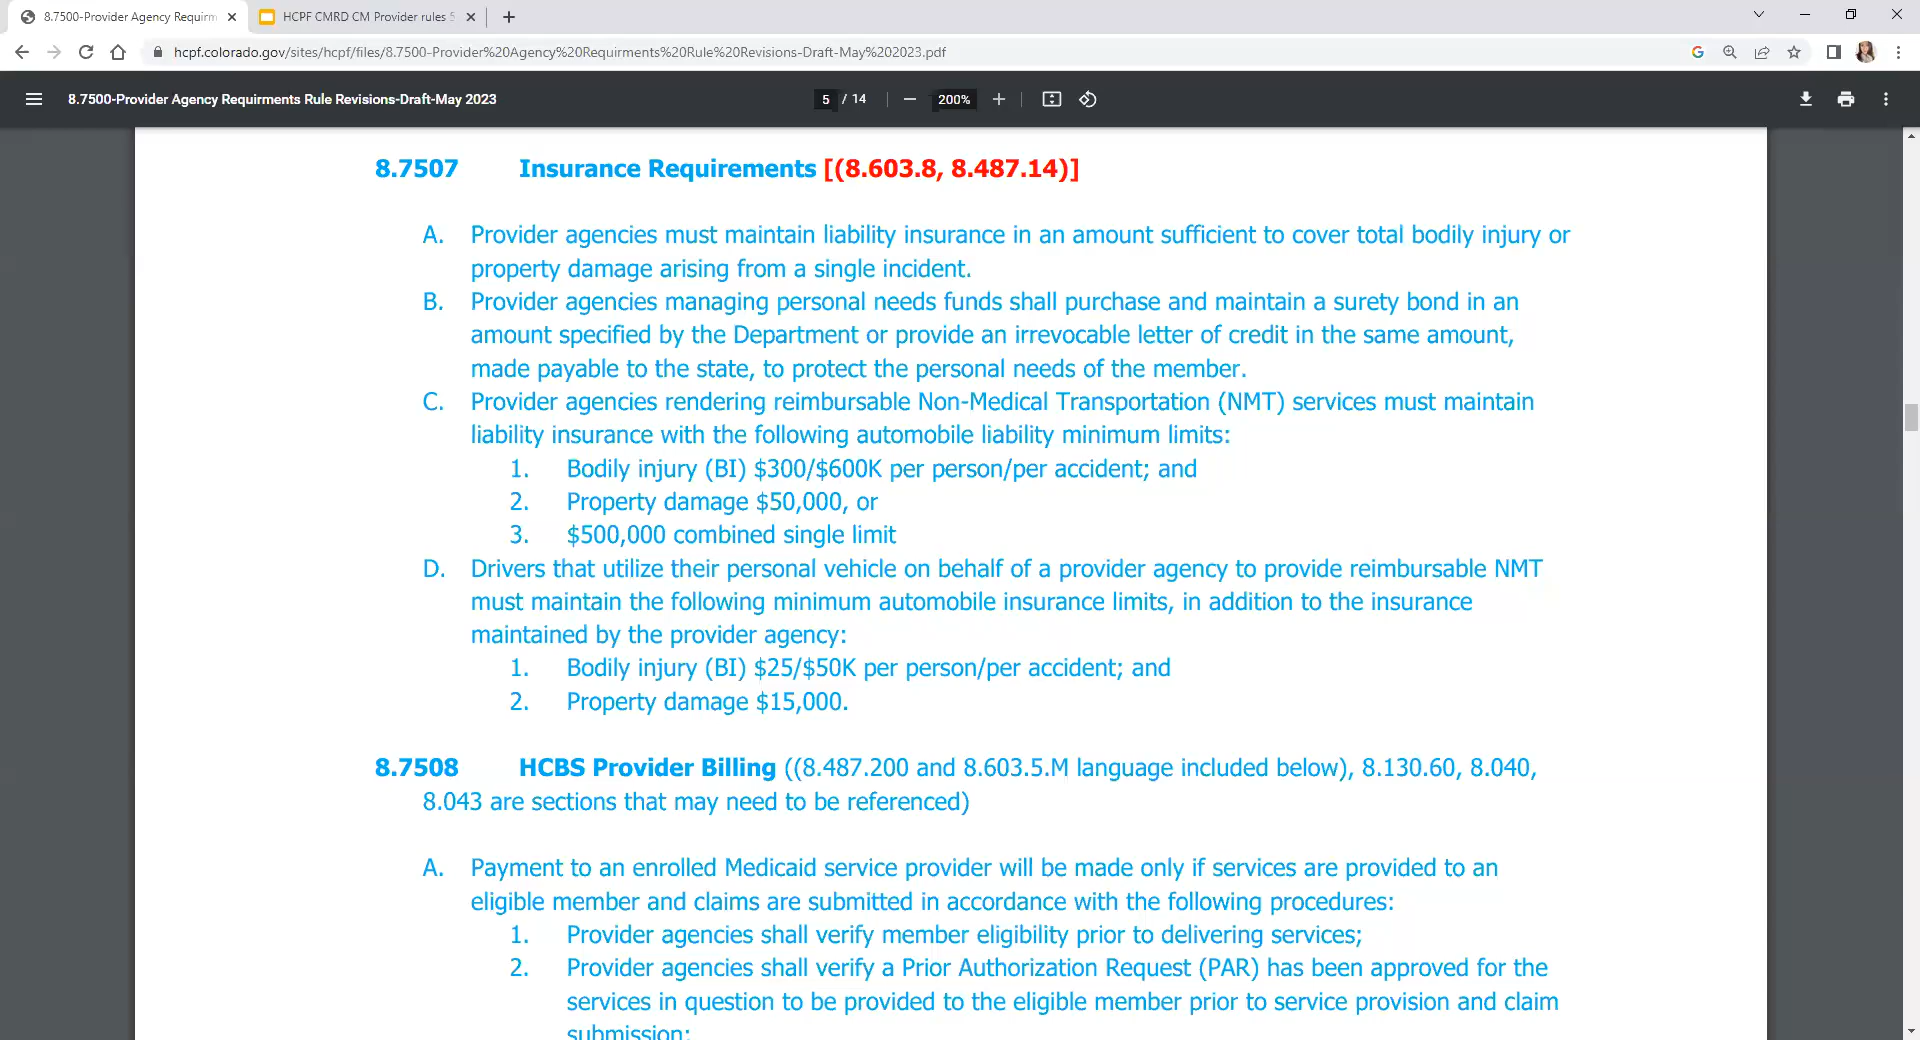 8.7500-Provider Agency Requirm
HCPF CMRD CM Provider rules 5
hcpf.colorado.gov/sites/hcpf/files/8.7500-Provider%20Agency%20Requirments%20Rule%20Revisions-Draft-May%202023.pdf
8.7500-Provider Agency Requirments Rule Revisions-Draft-May 2023
5 / 14
200%
8.7507 Insurance Requirements [(8.603.8, 8.487.14)]
A. Provider agencies must maintain liability insurance in an amount sufficient to cover total bodily injury or
property damage arising from a single incident.
B. Provider agencies managing personal needs funds shall purchase and maintain a surety bond in an
amount specified by the Department or provide an irrevocable letter of credit in the same amount,
made payable to the state, to protect the personal needs of the member.
C. Provider agencies rendering reimbursable Non-Medical Transportation (NMT) services must maintain
liability insurance with the following automobile liability minimum limits:
1. Bodily injury (BI) $300/$600K per person/per accident; and
2. Property damage $50,000, or
3. $500,000 combined single limit
D. Drivers that utilize their personal vehicle on behalf of a provider agency to provide reimbursable NMT
must maintain the following minimum automobile insurance limits, in addition to the insurance
maintained by the provider agency:
1. Bodily injury (BI) $25/$50K per person/per accident; and
2. Property damage $15,000.
8.7508 HCBS Provider Billing ((8.487.200 and 8.603.5.M language included below), 8.130.60, 8.040,
8.043 are sections that may need to be referenced)
A. Payment to an enrolled Medicaid service provider will be made only if services are provided to an
eligible member and claims are submitted in accordance with the following procedures:
1. Provider agencies shall verify member eligibility prior to delivering services;
2. Provider agencies shall verify a Prior Authorization Request (PAR) has been approved for the
services in question to be provided to the eligible member prior to service provision and claim
submission;